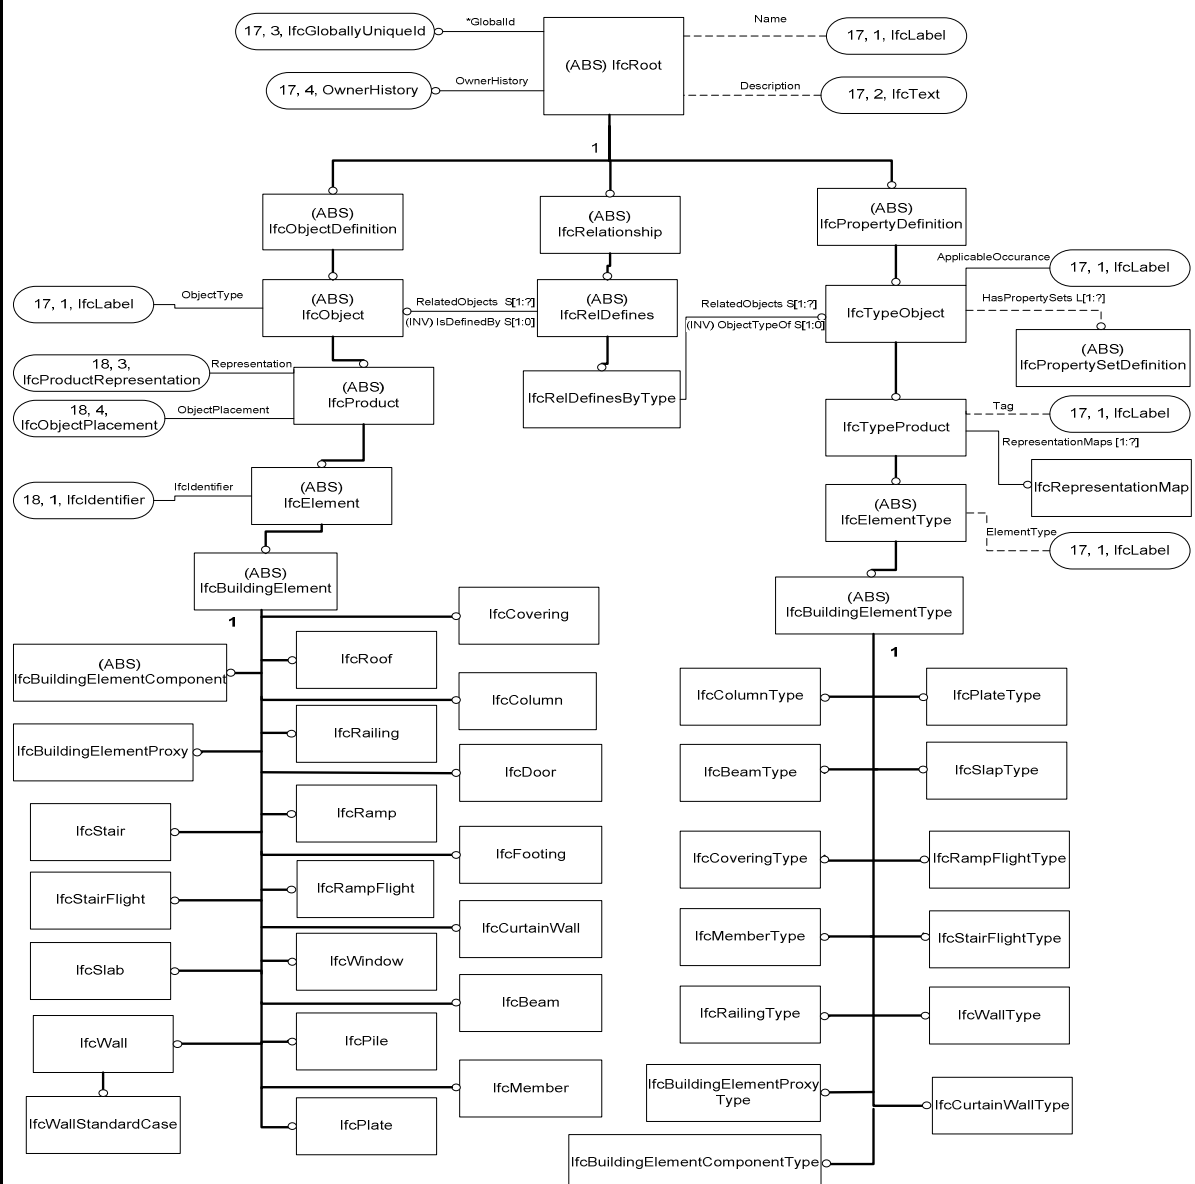 17, 3, IfcGloballyUniqueId
*GlobalId
Name
17, 1, IfcLabel
(ABS) IfcRoot
17, 4, OwnerHistory
OwnerHistory
Description
17, 2, IfcText
1
(ABS)
IfcObjectDefinition
(ABS)
IfcRelationship
(ABS)
IfcPropertyDefinition
17, 1, IfcLabel
ObjectType
(ABS)
IfcObject
RelatedObjects S[1:?]
(INV) IsDefinedBy S[1:0]
(ABS)
IfcRelDefines
RelatedObjects S[1:?]
(INV) ObjectTypeOf S[1:0]
IfcTypeObject
ApplicableOccurance
17, 1, IfcLabel
HasPropertySets L[1:?]
(ABS)
IfcPropertySetDefinition
18, 3,
IfcProductRepresentation
Representation
18, 4,
IfcObjectPlacement
ObjectPlacement
(ABS)
IfcProduct
IfcRelDefinesByType
IfcTypeProduct
Tag
17, 1, IfcLabel
RepresentationMaps [1:?]
IfcRepresentationMap
18, 1, IfcIdentifier
IfcIdentifier
(ABS)
IfcElement
(ABS)
IfcElementType
ElementType
17, 1, IfcLabel
(ABS)
IfcBuildingElement
1
(ABS)
IfcBuildingElementType
1
IfcCovering
IfcRoof
(ABS)
IfcBuildingElementComponent
IfcColumn
IfcRailing
IfcBuildingElementProxy
IfcDoor
IfcRamp
IfcStair
IfcFooting
IfcRampFlight
IfcStairFlight
IfcCurtainWall
IfcWindow
IfcSlab
IfcBeam
IfcPile
IfcWall
IfcMember
IfcPlate
IfcWallStandardCase
IfcColumnType
IfcPlateType
IfcBeamType
IfcSlapType
IfcCoveringType
IfcRampFlightType
IfcMemberType
IfcStairFlightType
IfcRailingType
IfcWallType
IfcBuildingElementProxy
Type
IfcCurtainWallType
IfcBuildingElementComponentType